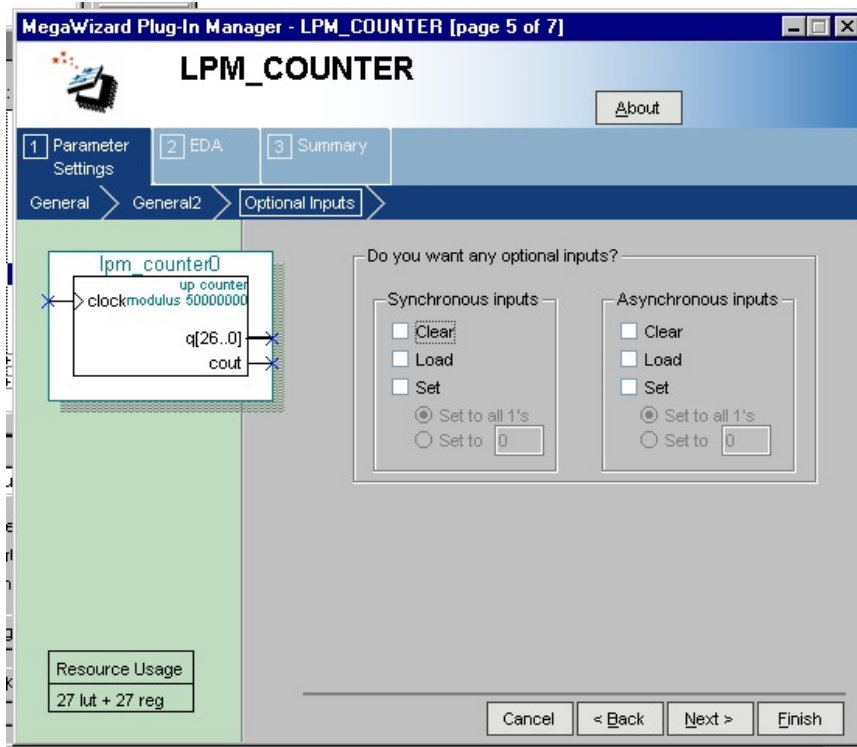 MegaWizard Plug-In Manager - LPM_COUNTER [page 5 of 7]
LPM_COUNTER
About
1 Parameter Settings
2 EDA
3 Summary
General
General2
Optional Inputs
lpm_counter0
up counter
clock modulus 50000000
q[26..0]
cout
Do you want any optional inputs?
Synchronous inputs
Clear
Load
Set
Set to all 1's
Set to 0
Asynchronous inputs
Clear
Load
Set
Set to all 1's
Set to 0
Resource Usage
27 lut + 27 reg
Cancel
< Back
Next >
Finish